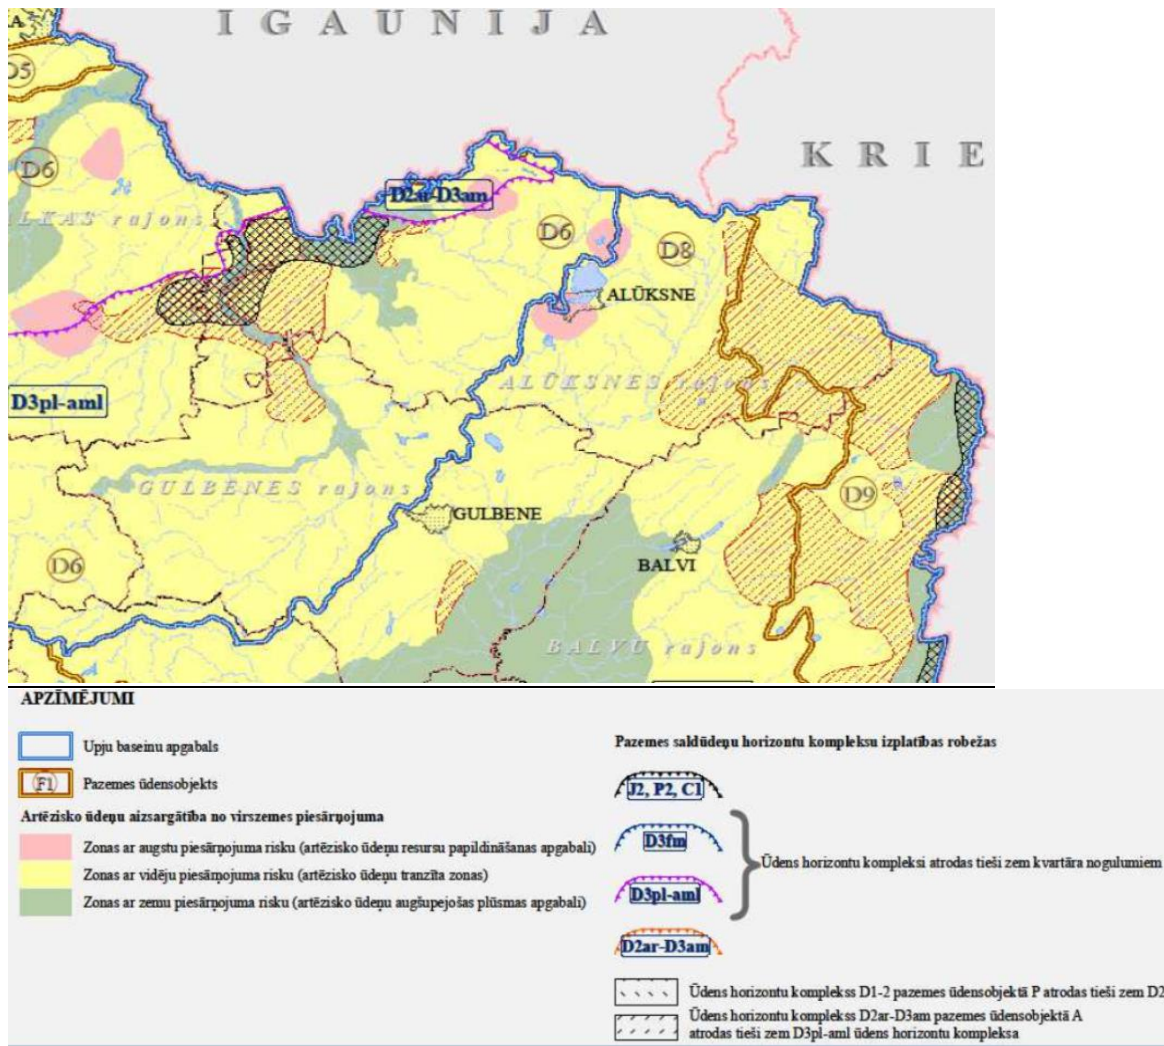 I G A U N I J A
K R I E
D5
D6
D2ar-D3am
D6
D8
ALŪKSNE
ALŪKSNES rajons
D3pl-aml
GULBENES rajons
D9
GULBENE
BALVI
D6
BALVU rajons
APZĪMĒJUMI
Upju baseinu apgabals
F1 Pazemes ūdensobjekts
Artēzisko ūdeņu aizsargātība no virszemes piesārņojuma
Zonas ar augstu piesārņojuma risku (artēzisko ūdeņu resursu papildināšanas apgabali)
Zonas ar vidēju piesārņojuma risku (artēzisko ūdeņu tranzīta zonas)
Zonas ar zemu piesārņojuma risku (artēzisko ūdeņu augšupejošas plūsmas apgabali)
Pazemes saldūdeņu horizontu kompleksu izplatības robežas
J2, P2, C1
D3fm
Ūdens horizontu kompleksi atrodas tieši zem kvartāra nogulumiem
D3pl-aml
D2ar-D3am
Ūdens horizontu komplekss D1-2 pazemes ūdensobjektā P atrodas tieši zem D2
Ūdens horizontu komplekss D2ar-D3am pazemes ūdensobjektā A
atrodas tieši zem D3pl-aml ūdens horizontu kompleksa